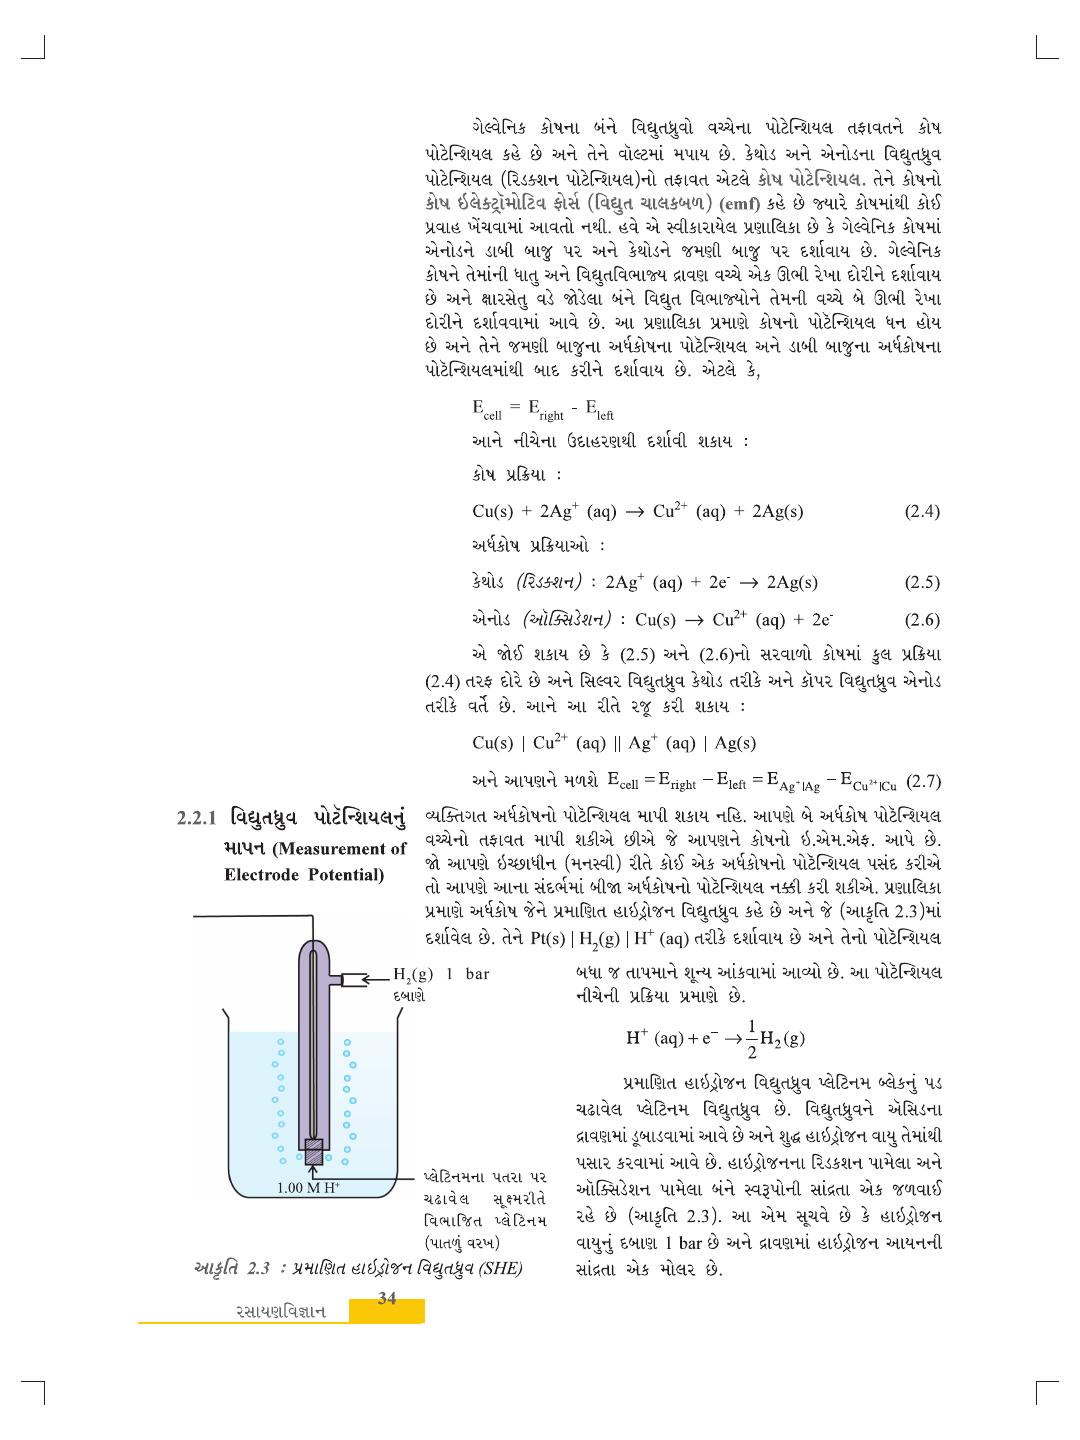 ગેલ્વેનિક કોષના બંને વિદ્યુતધ્રુવો વચ્ચેના પોટેન્શિયલ તફાવતને કોષ
પોટેન્શિયલ કહે છે અને તેને વૉલ્ટમાં મપાય છે. કેથોડ અને એનોડના વિદ્યુતધ્રુવ
પોટેન્શિયલ (રિડક્શન પોટેન્શિયલ)નો તફાવત એટલે કોષ પોટેન્શિયલ. તેને કોષનો
કોષ ઇલેક્ટ્રૉમોટિવ ફોર્સ (વિદ્યુત ચાલકબળ) (emf) કહે છે જ્યારે કોષમાંથી કોઈ
પ્રવાહ ખેંચવામાં આવતો નથી. હવે એ સ્વીકારાયેલ પ્રણાલિકા છે કે ગેલ્વેનિક કોષમાં
એનોડને ડાબી બાજુ પર અને કેથોડને જમણી બાજુ પર દર્શાવાય છે. ગેલ્વેનિક
કોષને તેમાંની ધાતુ અને વિદ્યુતવિભાજ્ય દ્રાવણ વચ્ચે એક ઊભી રેખા દોરીને દર્શાવાય
છે અને ક્ષારસેતુ વડે જોડેલા બંને વિદ્યુત વિભાજ્યોને તેમની વચ્ચે બે ઊભી રેખા
દોરીને દર્શાવવામાં આવે છે. આ પ્રણાલિકા પ્રમાણે કોષનો પોટૅન્શિયલ ધન હોય
છે અને તેને જમણી બાજુના અર્ધકોષના પોટૅન્શિયલ અને ડાબી બાજુના અર્ધકોષના
પોટૅન્શિયલમાંથી બાદ કરીને દર્શાવાય છે. એટલે કે,
E_cell = E_right - E_left
આને નીચેના ઉદાહરણથી દર્શાવી શકાય :
કોષ પ્રક્રિયા :
Cu(s) + 2Ag⁺ (aq) → Cu²⁺ (aq) + 2Ag(s) (2.4)
અર્ધકોષ પ્રક્રિયાઓ :
કેથોડ (રિડક્શન) : 2Ag⁺ (aq) + 2e⁻ → 2Ag(s) (2.5)
એનોડ (ઑક્સિડેશન) : Cu(s) → Cu²⁺ (aq) + 2e⁻ (2.6)
એ જોઈ શકાય છે કે (2.5) અને (2.6)નો સરવાળો કોષમાં કુલ પ્રક્રિયા
(2.4) તરફ દોરે છે અને સિલ્વર વિદ્યુતધ્રુવ કેથોડ તરીકે અને કૉપર વિદ્યુતધ્રુવ એનોડ
તરીકે વર્તે છે. આને આ રીતે રજૂ કરી શકાય :
Cu(s) | Cu²⁺ (aq) || Ag⁺ (aq) | Ag(s)
અને આપણને મળશે E_cell = E_right − E_left = E_Ag⁺|Ag − E_Cu²⁺|Cu (2.7)
2.2.1 વિદ્યુતધ્રુવ પોટૅન્શિયલનું
માપન (Measurement of
Electrode Potential)
વ્યક્તિગત અર્ધકોષનો પોટૅન્શિયલ માપી શકાય નહિ. આપણે બે અર્ધકોષ પોટૅન્શિયલ
વચ્ચેનો તફાવત માપી શકીએ છીએ જે આપણને કોષનો ઇ.એમ.એફ. આપે છે.
જો આપણે ઇચ્છાધીન (મનસ્વી) રીતે કોઈ એક અર્ધકોષનો પોટૅન્શિયલ પસંદ કરીએ
તો આપણે આના સંદર્ભમાં બીજા અર્ધકોષનો પોટૅન્શિયલ નક્કી કરી શકીએ. પ્રણાલિકા
પ્રમાણે અર્ધકોષ જેને પ્રમાણિત હાઇડ્રોજન વિદ્યુતધ્રુવ કહે છે અને જે (આકૃતિ 2.3)માં
દર્શાવેલ છે. તેને Pt(s) | H₂(g) | H⁺ (aq) તરીકે દર્શાવાય છે અને તેનો પોટૅન્શિયલ
બધા જ તાપમાને શૂન્ય આંકવામાં આવ્યો છે. આ પોટૅન્શિયલ
નીચેની પ્રક્રિયા પ્રમાણે છે.
H⁺ (aq) + e⁻ → 1/2 H₂ (g)
પ્રમાણિત હાઇડ્રોજન વિદ્યુતધ્રુવ પ્લેટિનમ બ્લેકનું પડ
ચઢાવેલ પ્લેટિનમ વિદ્યુતધ્રુવ છે. વિદ્યુતધ્રુવને ઍસિડના
દ્રાવણમાં ડૂબાડવામાં આવે છે અને શુદ્ધ હાઇડ્રોજન વાયુ તેમાંથી
પસાર કરવામાં આવે છે. હાઇડ્રોજનના રિડકશન પામેલા અને
ઑક્સિડેશન પામેલા બંને સ્વરૂપોની સાંદ્રતા એક જળવાઈ
રહે છે (આકૃતિ 2.3). આ એમ સૂચવે છે કે હાઇડ્રોજન
વાયુનું દબાણ 1 bar છે અને દ્રાવણમાં હાઇડ્રોજન આયનની
સાંદ્રતા એક મોલર છે.
H₂(g) 1 bar
દબાણે
1.00 M H⁺
પ્લેટિનમના પતરા પર
ચઢાવેલ સૂક્ષ્મરીતે
વિભાજિત પ્લેટિનમ
(પાતળું વરખ)
આકૃતિ 2.3 : પ્રમાણિત હાઇડ્રોજન વિદ્યુતધ્રુવ (SHE)
રસાયણવિજ્ઞાન 34